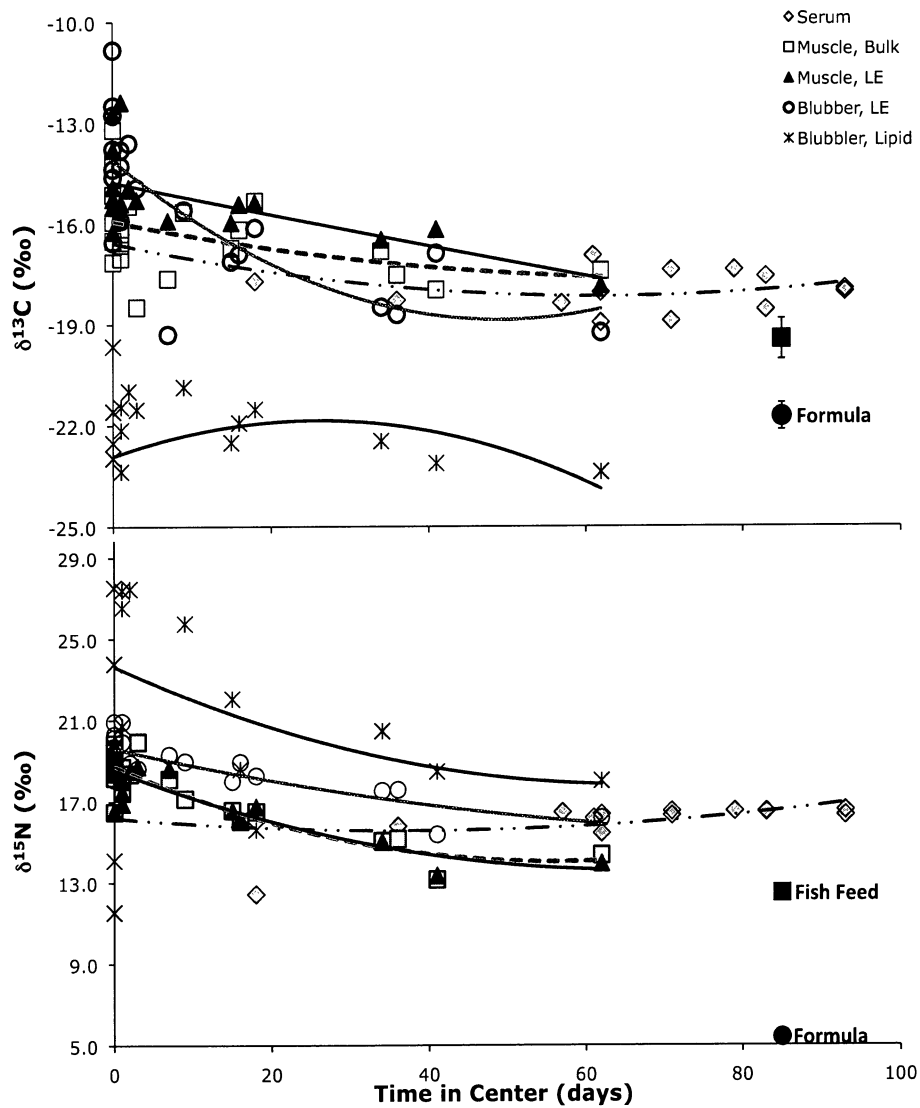 Serum
Muscle, Bulk
Muscle, LE
Blubber, LE
Blubbler, Lipid
-10.0
-13.0
-16.0
-19.0
-22.0
-25.0
δ13C (‰)
Formula
29.0
25.0
21.0
17.0
13.0
9.0
5.0
δ15N (‰)
Fish Feed
Formula
0
20
40
60
80
100
Time in Center (days)